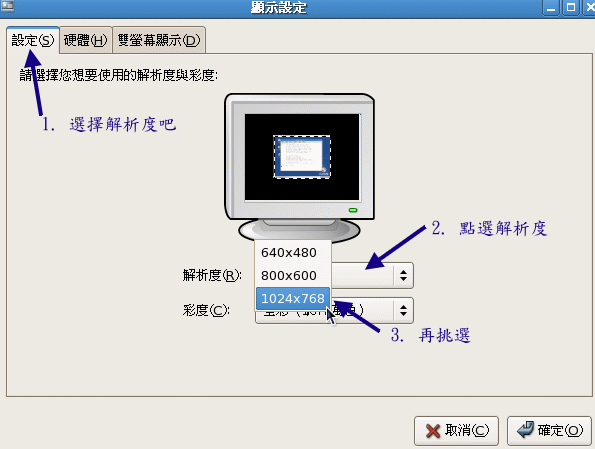 顯示設定
設定(S) 硬體(H) 雙螢幕顯示(D)
請選擇您想要使用的解析度與彩度:
1. 選擇解析度吧
2. 點選解析度
640x480
解析度(R):
800x600
1024x768
彩度(C):
3. 再挑選
取消(C) 確定(O)